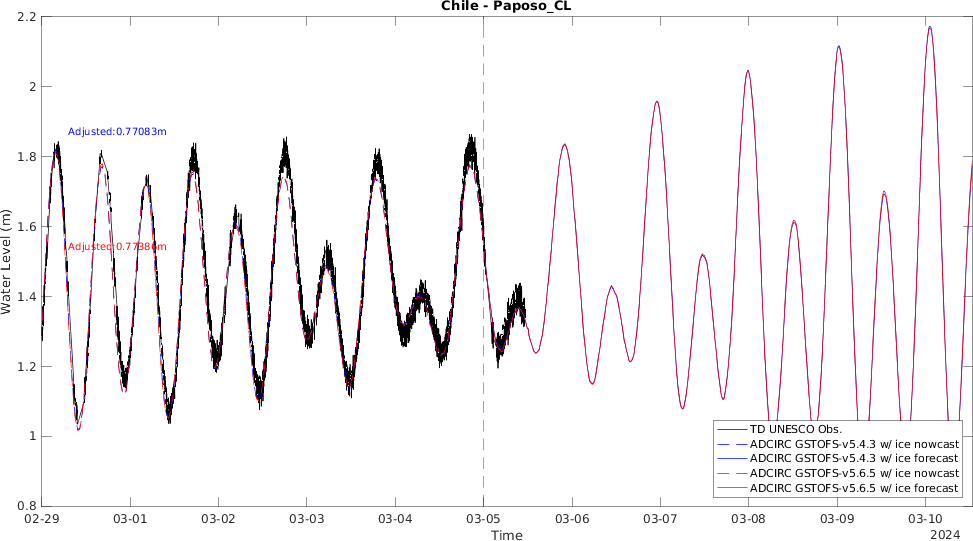 Chile - Paposo_CL
2.2
2
1.8
1.6
1.4
1.2
1
0.8
Water Level (m)
Adjusted:0.77083m
Adjusted:0.77386m
TD UNESCO Obs.
ADCIRC GSTOFS-v5.4.3 w/ ice nowcast
ADCIRC GSTOFS-v5.4.3 w/ ice forecast
ADCIRC GSTOFS-v5.6.5 w/ ice nowcast
ADCIRC GSTOFS-v5.6.5 w/ ice forecast
02-29 03-01 03-02 03-03 03-04 03-05 03-06 03-07 03-08 03-09 03-10
Time
2024